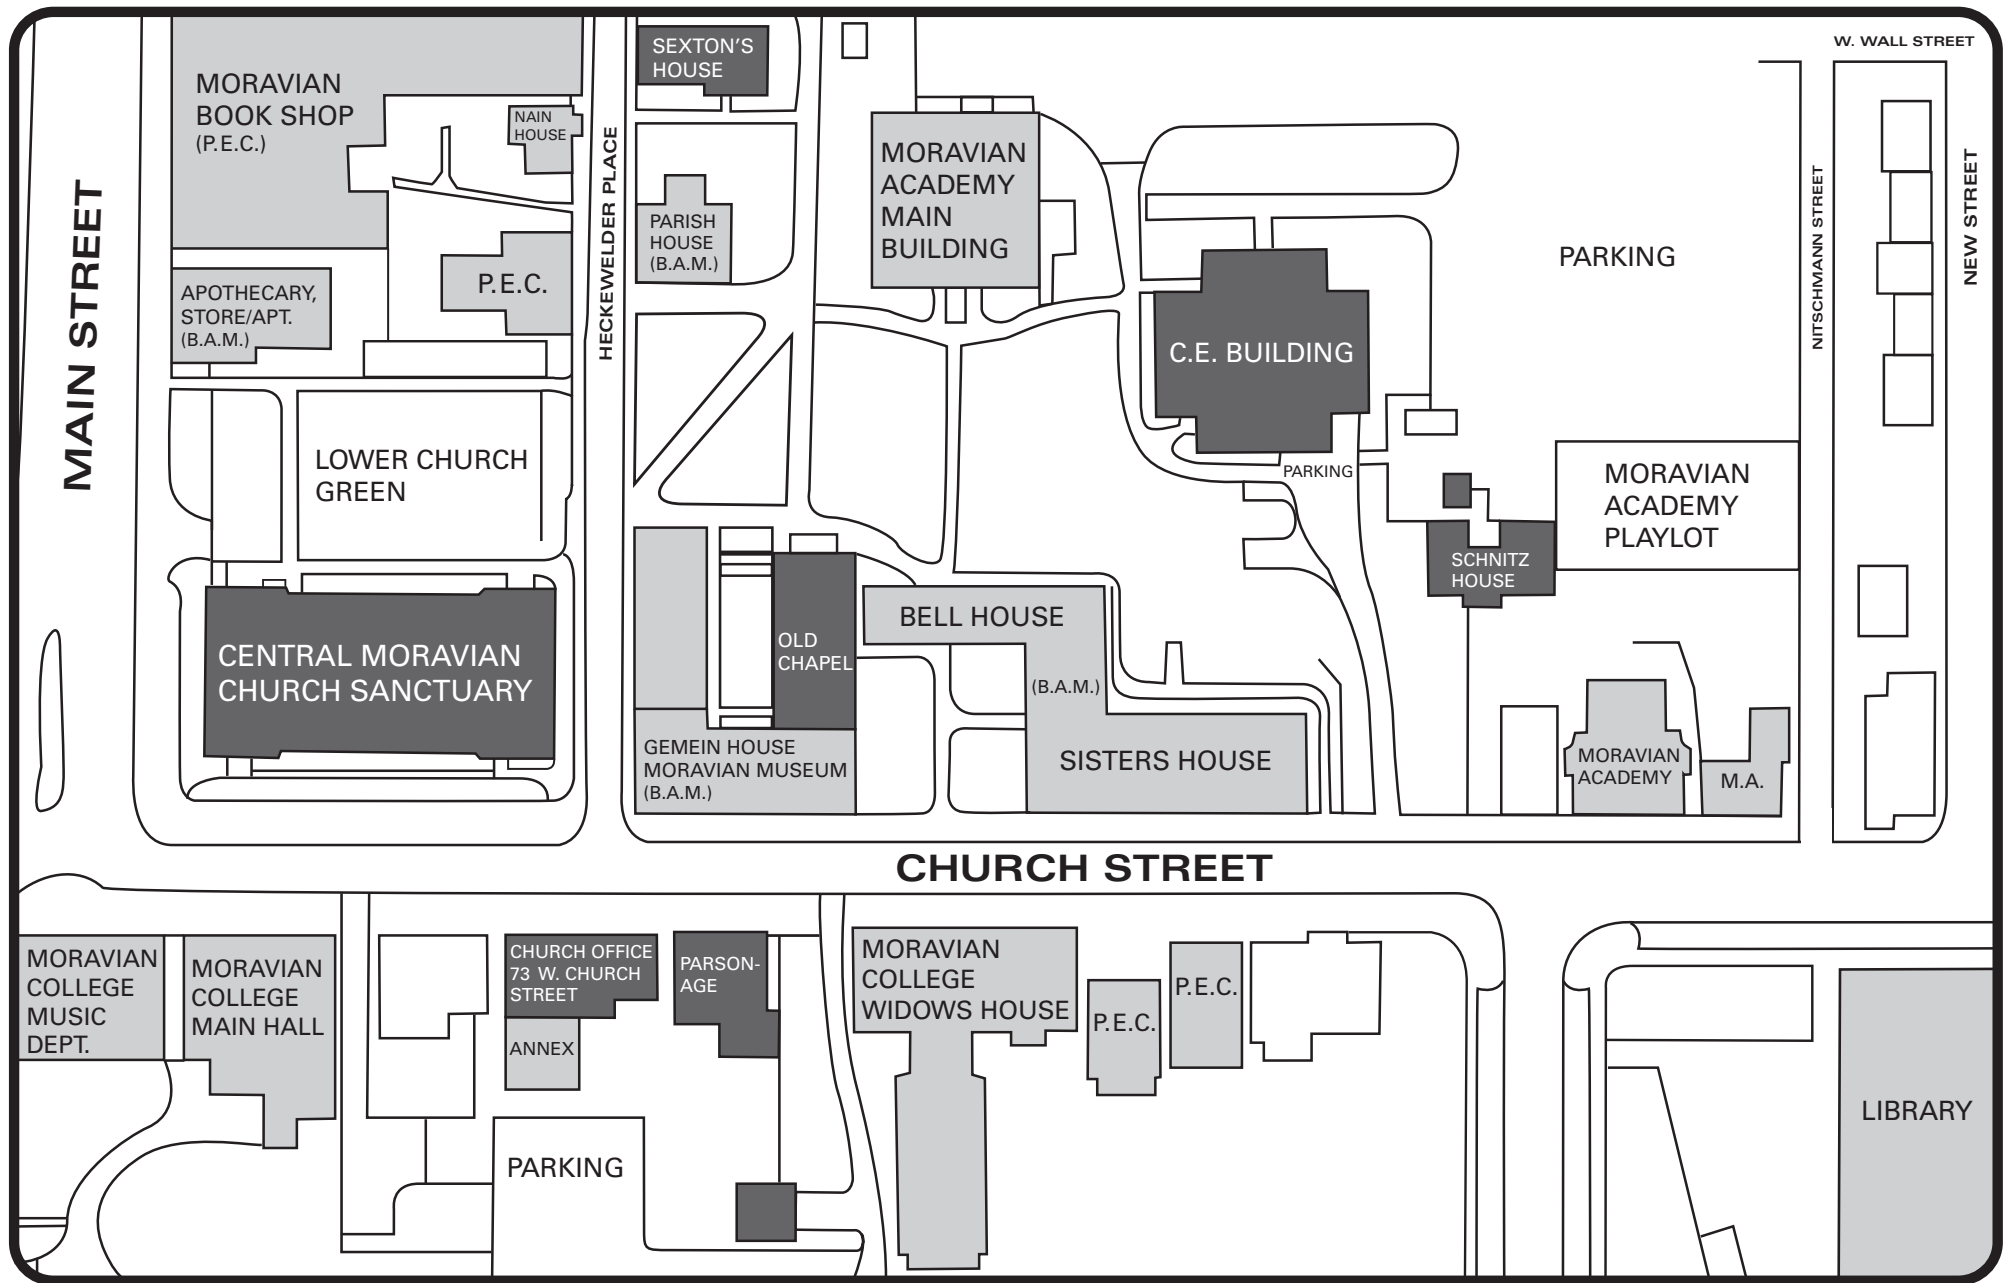 W. WALL STREET
SEXTON'S
HOUSE
MORAVIAN
BOOK SHOP
(P.E.C.)
NAIN
HOUSE
HECKEWELDER PLACE
MORAVIAN
ACADEMY
MAIN
BUILDING
PARISH
HOUSE
(B.A.M.)
PARKING
NITSCHMANN STREET
NEW STREET
MAIN STREET
P.E.C.
APOTHECARY,
STORE/APT.
(B.A.M.)
C.E. BUILDING
LOWER CHURCH
GREEN
PARKING
MORAVIAN
ACADEMY
PLAYLOT
SCHNITZ
HOUSE
BELL HOUSE
OLD
CHAPEL
CENTRAL MORAVIAN
CHURCH SANCTUARY
(B.A.M.)
GEMEIN HOUSE
MORAVIAN MUSEUM
(B.A.M.)
SISTERS HOUSE
MORAVIAN
ACADEMY
M.A.
CHURCH STREET
MORAVIAN
COLLEGE
MUSIC
DEPT.
MORAVIAN
COLLEGE
MAIN HALL
CHURCH OFFICE
73 W. CHURCH
STREET
ANNEX
PARSON-
AGE
MORAVIAN
COLLEGE
WIDOWS HOUSE
P.E.C.
P.E.C.
LIBRARY
PARKING